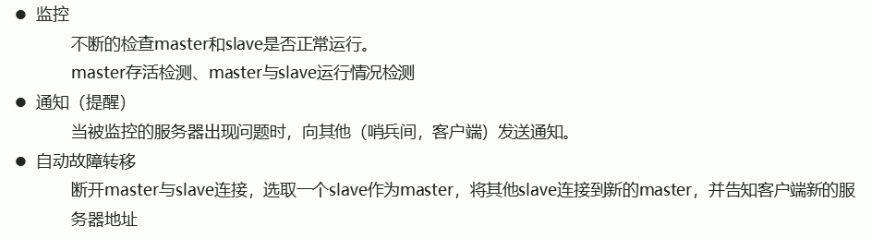 ● 监控
不断的检查master和slave是否正常运行。
master存活检测、master与slave运行情况检测
● 通知（提醒）
当被监控的服务器出现问题时，向其他（哨兵间，客户端）发送通知。
● 自动故障转移
断开master与slave连接，选取一个slave作为master，将其他slave连接到新的master，并告知客户端新的服
务器地址